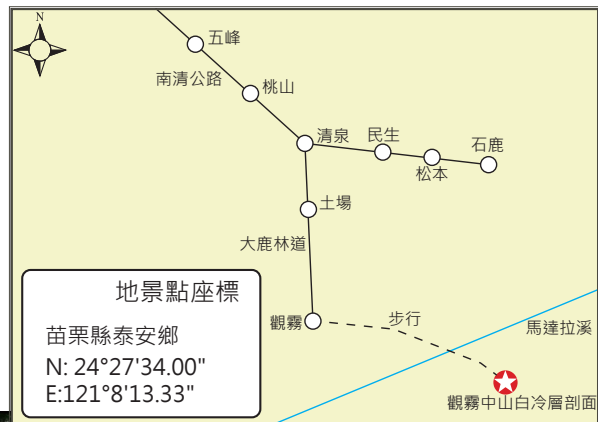 N
五峰
南清公路
桃山
清泉
民生
松本
石鹿
土場
大鹿林道
觀霧
步行
馬達拉溪
觀霧中山白冷層剖面
地景點座標
苗栗縣泰安鄉
N: 24°27'34.00"
E:121°8'13.33"